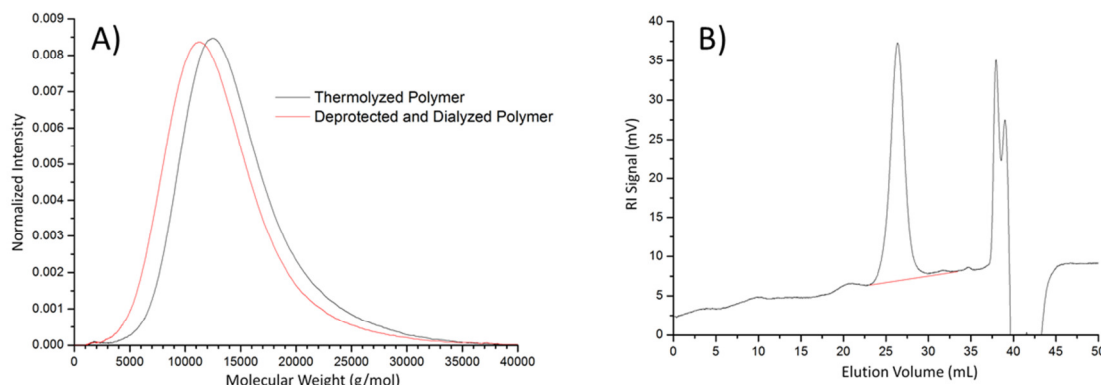 A)
Normalized Intensity
0.009
0.008
0.007
0.006
0.005
0.004
0.003
0.002
0.001
0.000
Thermolyzed Polymer
Deprotected and Dialyzed Polymer
0 5000 10000 15000 20000 25000 30000 35000 40000
Molecular Weight (g/mol)
B)
RI Signal (mV)
40
35
30
25
20
15
10
5
0
0 5 10 15 20 25 30 35 40 45 50
Elution Volume (mL)